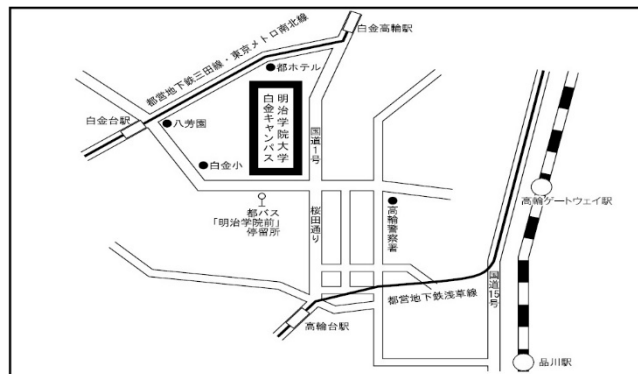 白金高輪駅
都営地下鉄三田線・東京メトロ南北線
都ホテル
白金台駅
八芳園
明治学院大学
白金キャンパス
国道1号
白金小
都バス
「明治学院前」
停留所
桜田通り
高輪警察署
高輪ゲートウェイ駅
都営地下鉄浅草線
国道15号
高輪台駅
品川駅